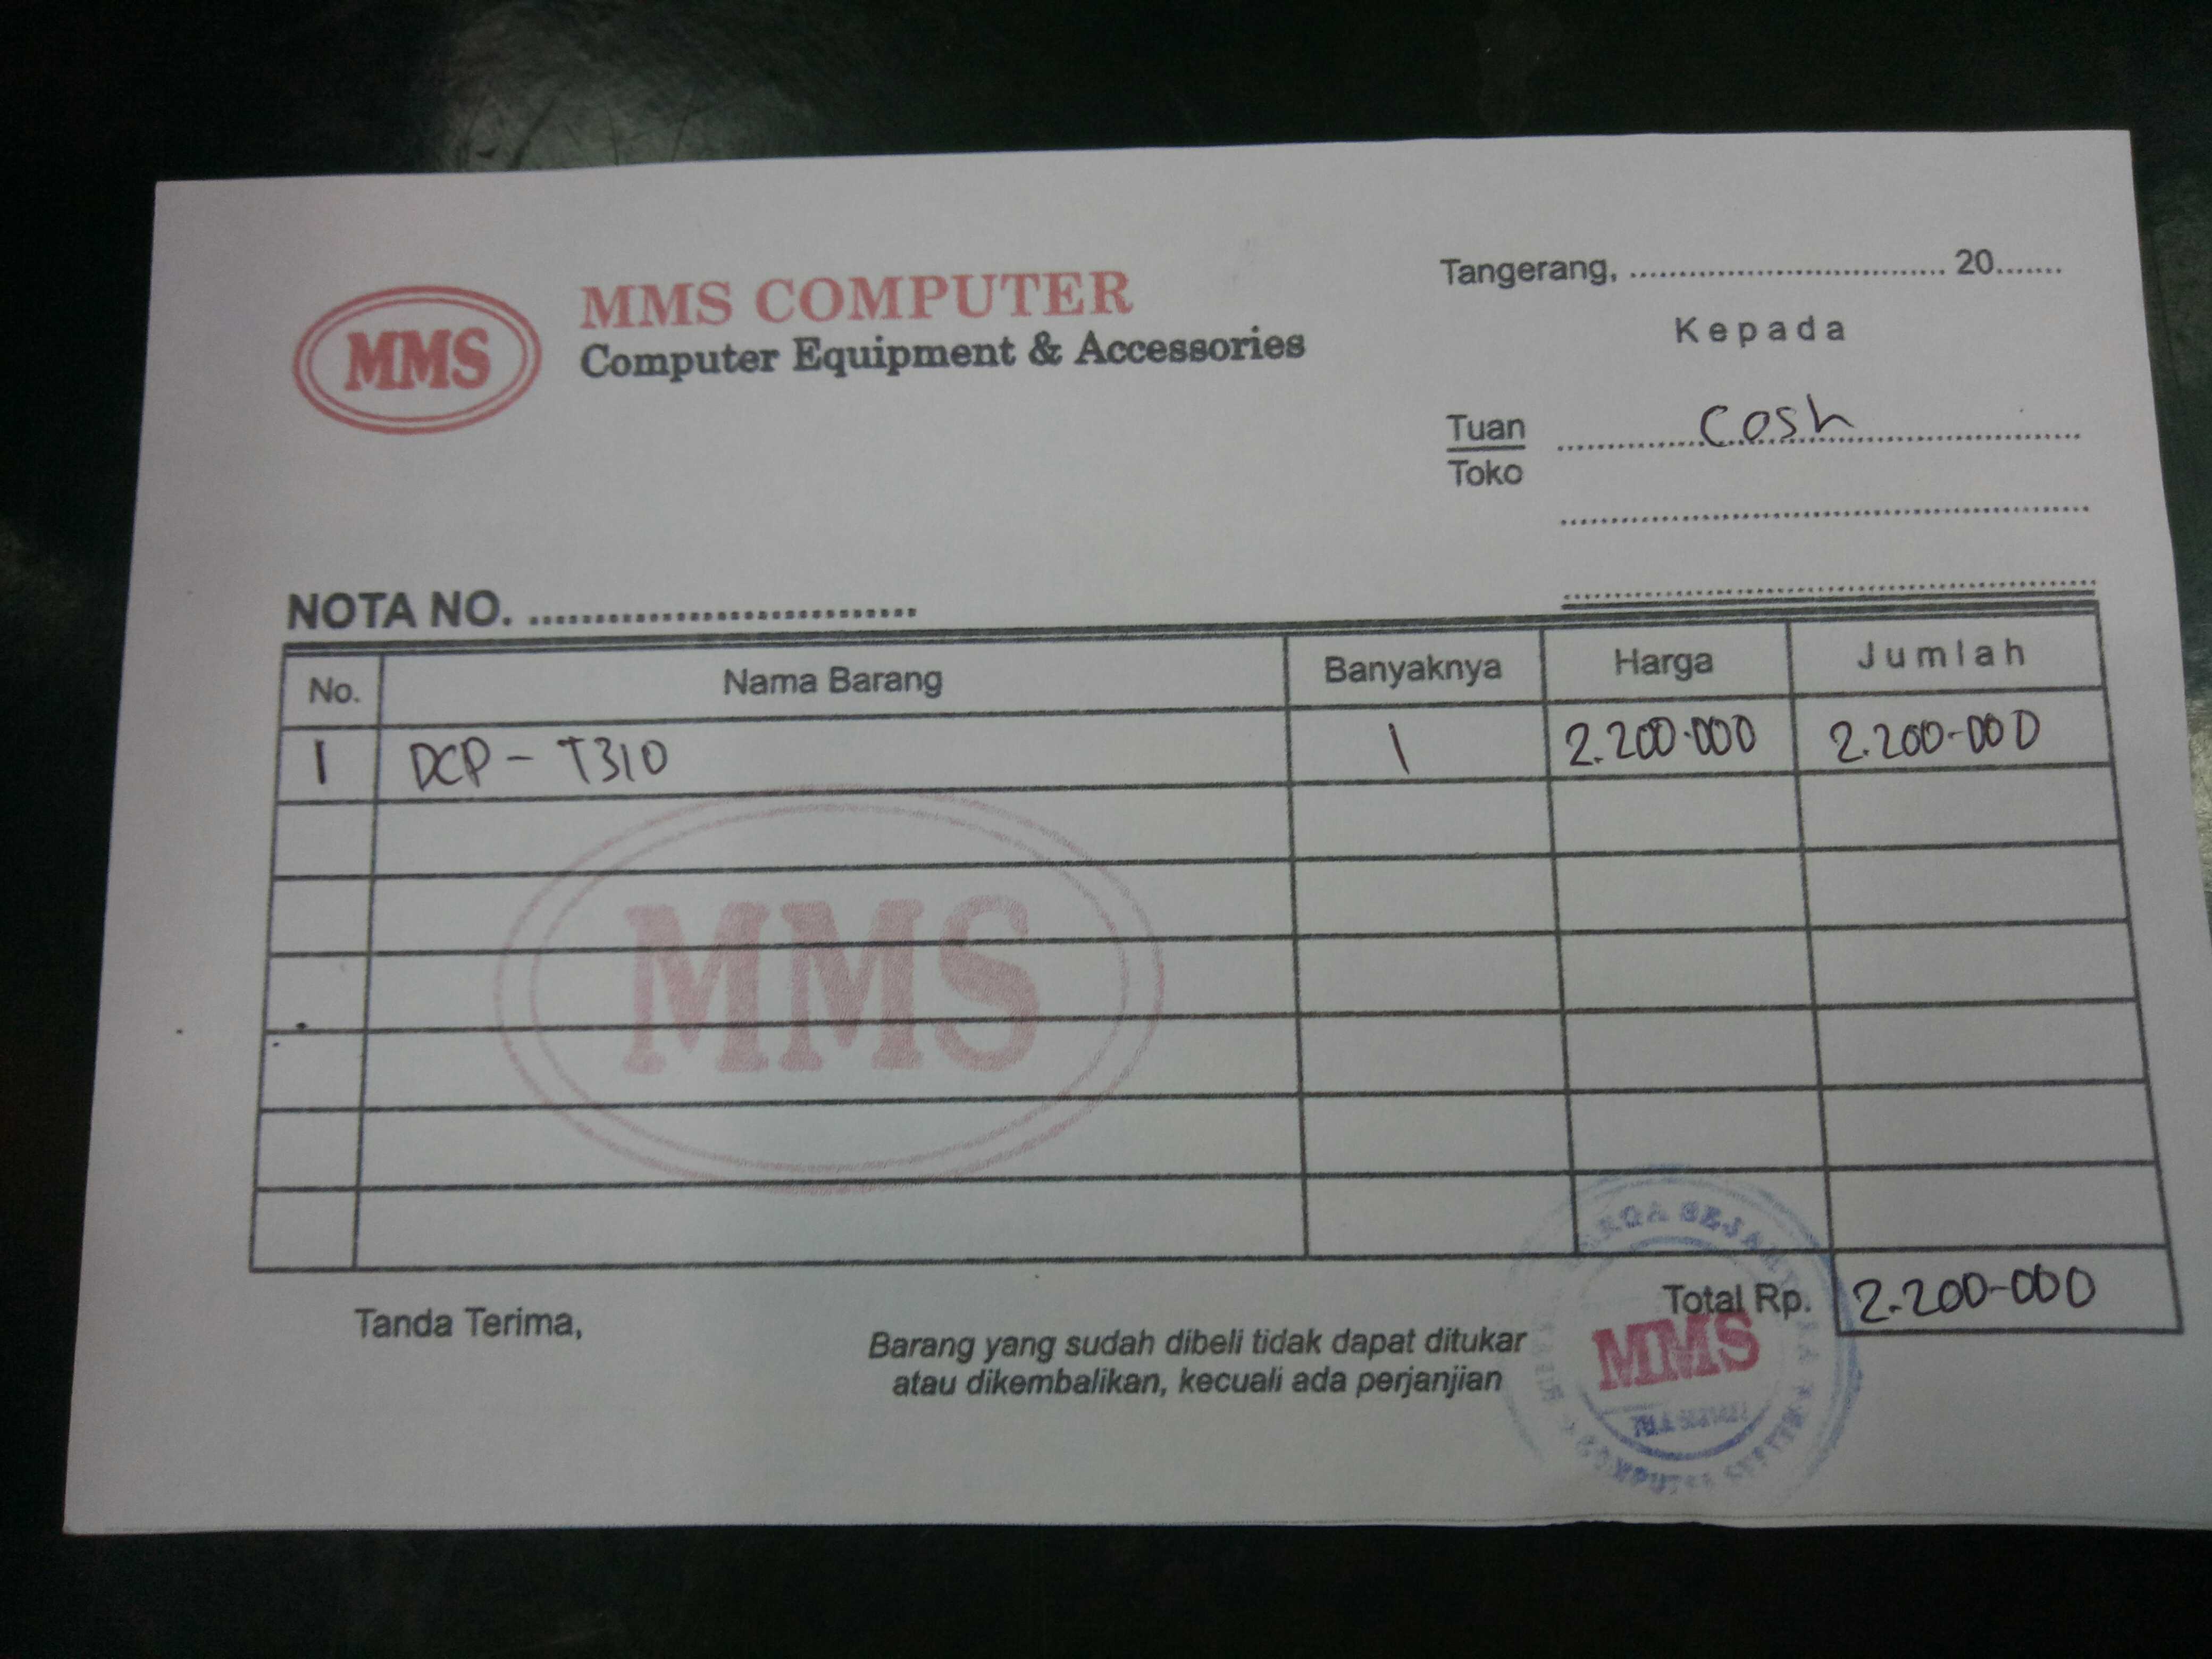 MMS
MMS COMPUTER
Computer Equipment & Accessories
Tangerang, .................................. 20.......
Kepada
Tuan
Toko
Cosh
NOTA NO. ..............................
No. Nama Barang Banyaknya Harga Jumlah
1 DCP - T310 1 2.200.000 2.200-000
MMS
Total Rp. 2.200-000
Tanda Terima,
Barang yang sudah dibeli tidak dapat ditukar
atau dikembalikan, kecuali ada perjanjian
MMS